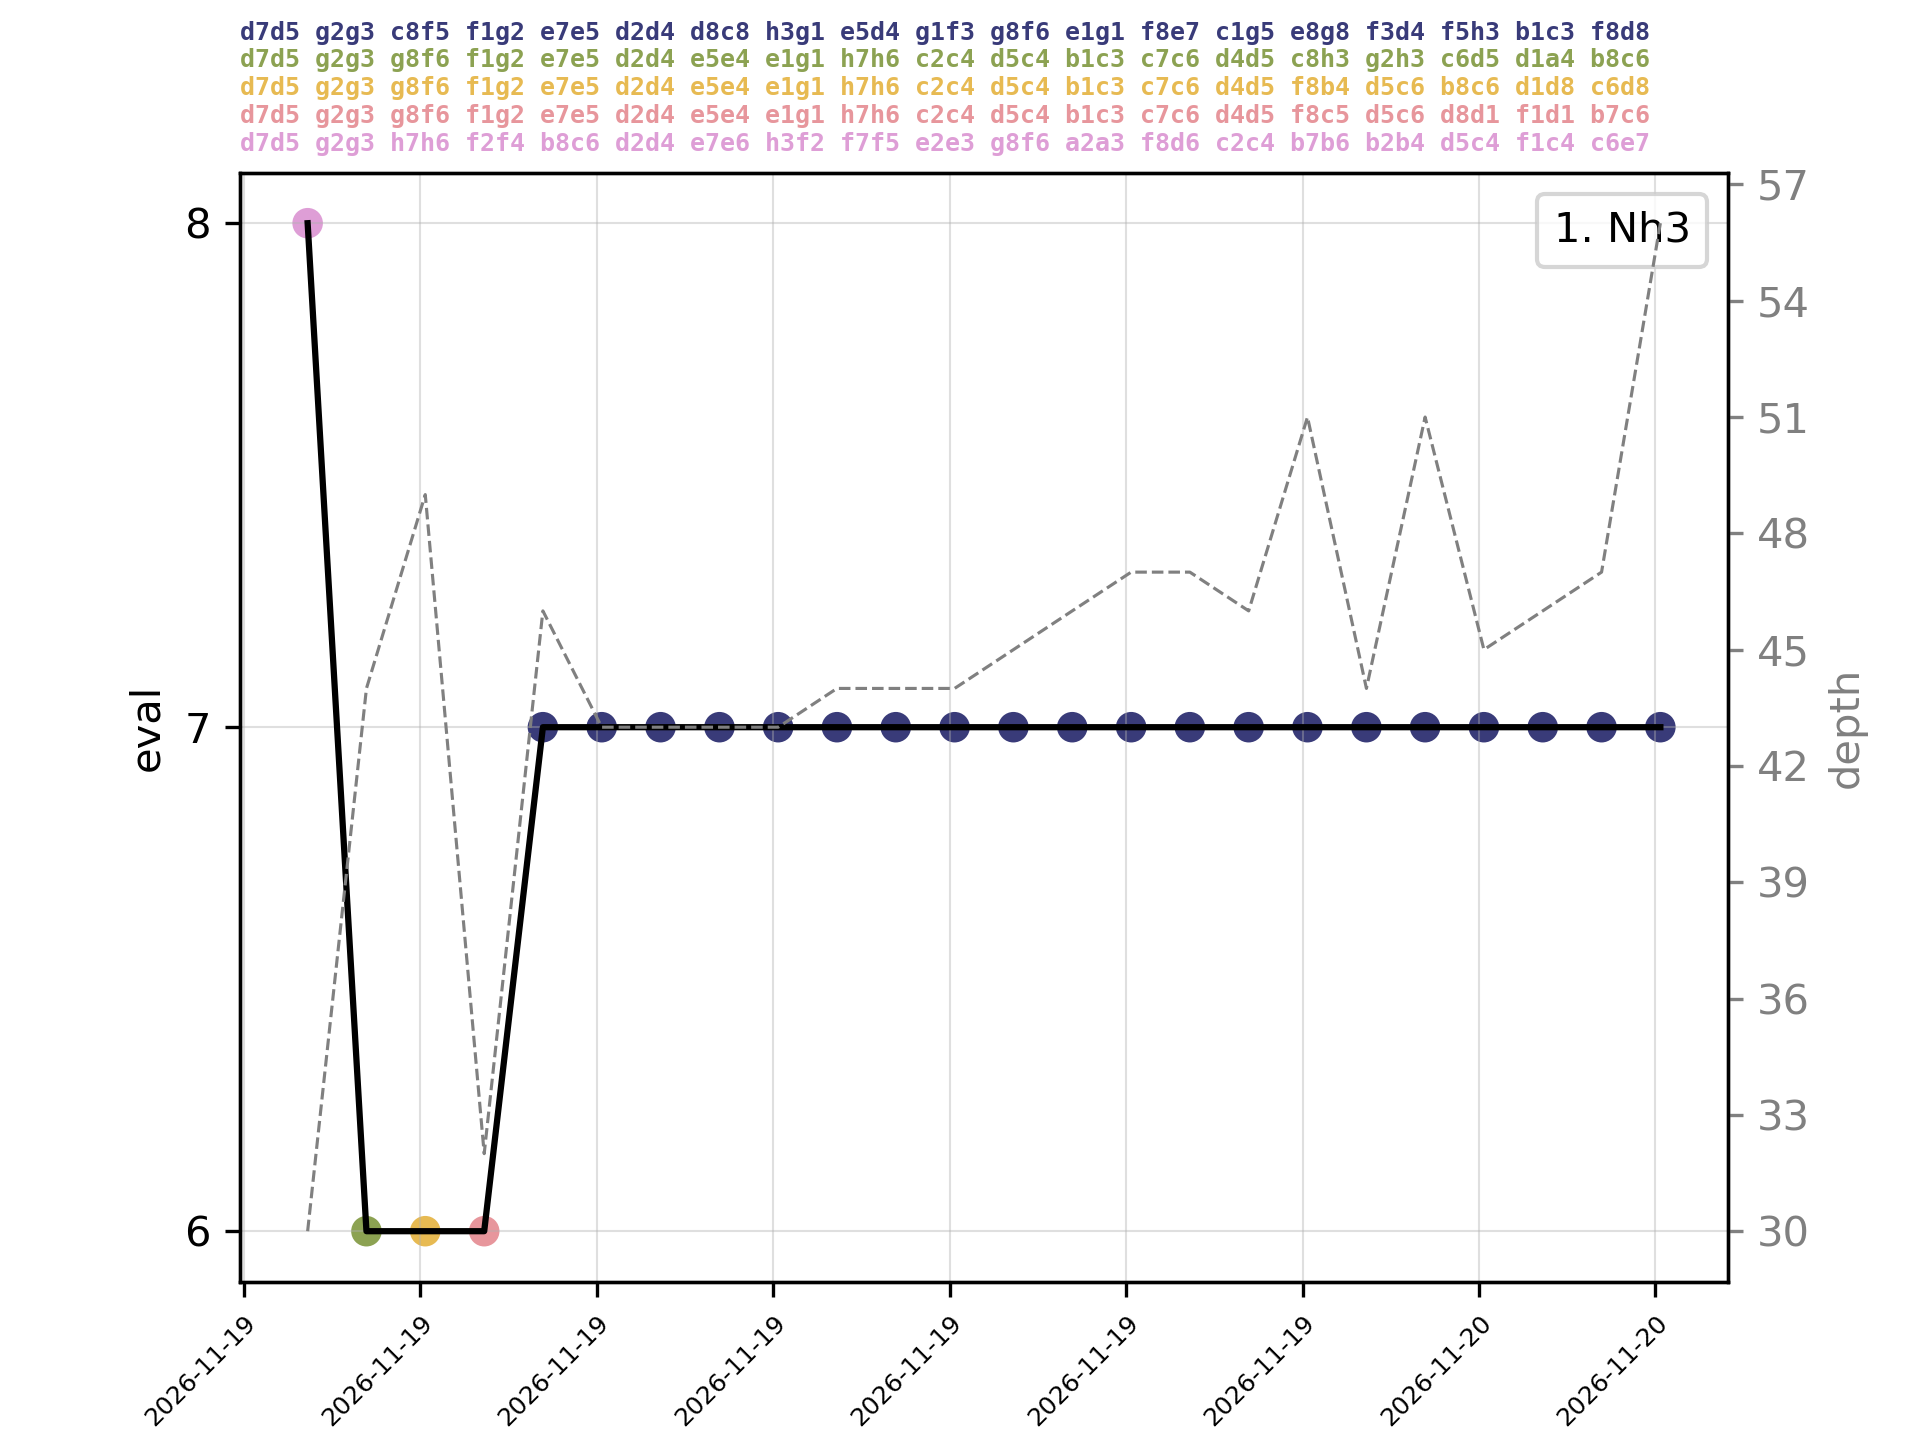 d7d5 g2g3 c8f5 f1g2 e7e5 d2d4 d8c8 h3g1 e5d4 g1f3 g8f6 e1g1 f8e7 c1g5 e8g8 f3d4 f5h3 b1c3 f8d8
d7d5 g2g3 g8f6 f1g2 e7e5 d2d4 e5e4 e1g1 h7h6 c2c4 d5c4 b1c3 c7c6 d4d5 c8h3 g2h3 c6d5 d1a4 b8c6
d7d5 g2g3 g8f6 f1g2 e7e5 d2d4 e5e4 e1g1 h7h6 c2c4 d5c4 b1c3 c7c6 d4d5 f8b4 d5c6 b8c6 d1d8 c6d8
d7d5 g2g3 g8f6 f1g2 e7e5 d2d4 e5e4 e1g1 h7h6 c2c4 d5c4 b1c3 c7c6 d4d5 f8c5 d5c6 d8d1 f1d1 b7c6
d7d5 g2g3 h7h6 f2f4 b8c6 d2d4 e7e6 h3f2 f7f5 e2e3 g8f6 a2a3 f8d6 c2c4 b7b6 b2b4 d5c4 f1c4 c6e7
1. Nh3
8
7
6
eval
57
54
51
48
45
42
39
36
33
30
depth
2026-11-19
2026-11-19
2026-11-19
2026-11-19
2026-11-19
2026-11-19
2026-11-19
2026-11-20
2026-11-20